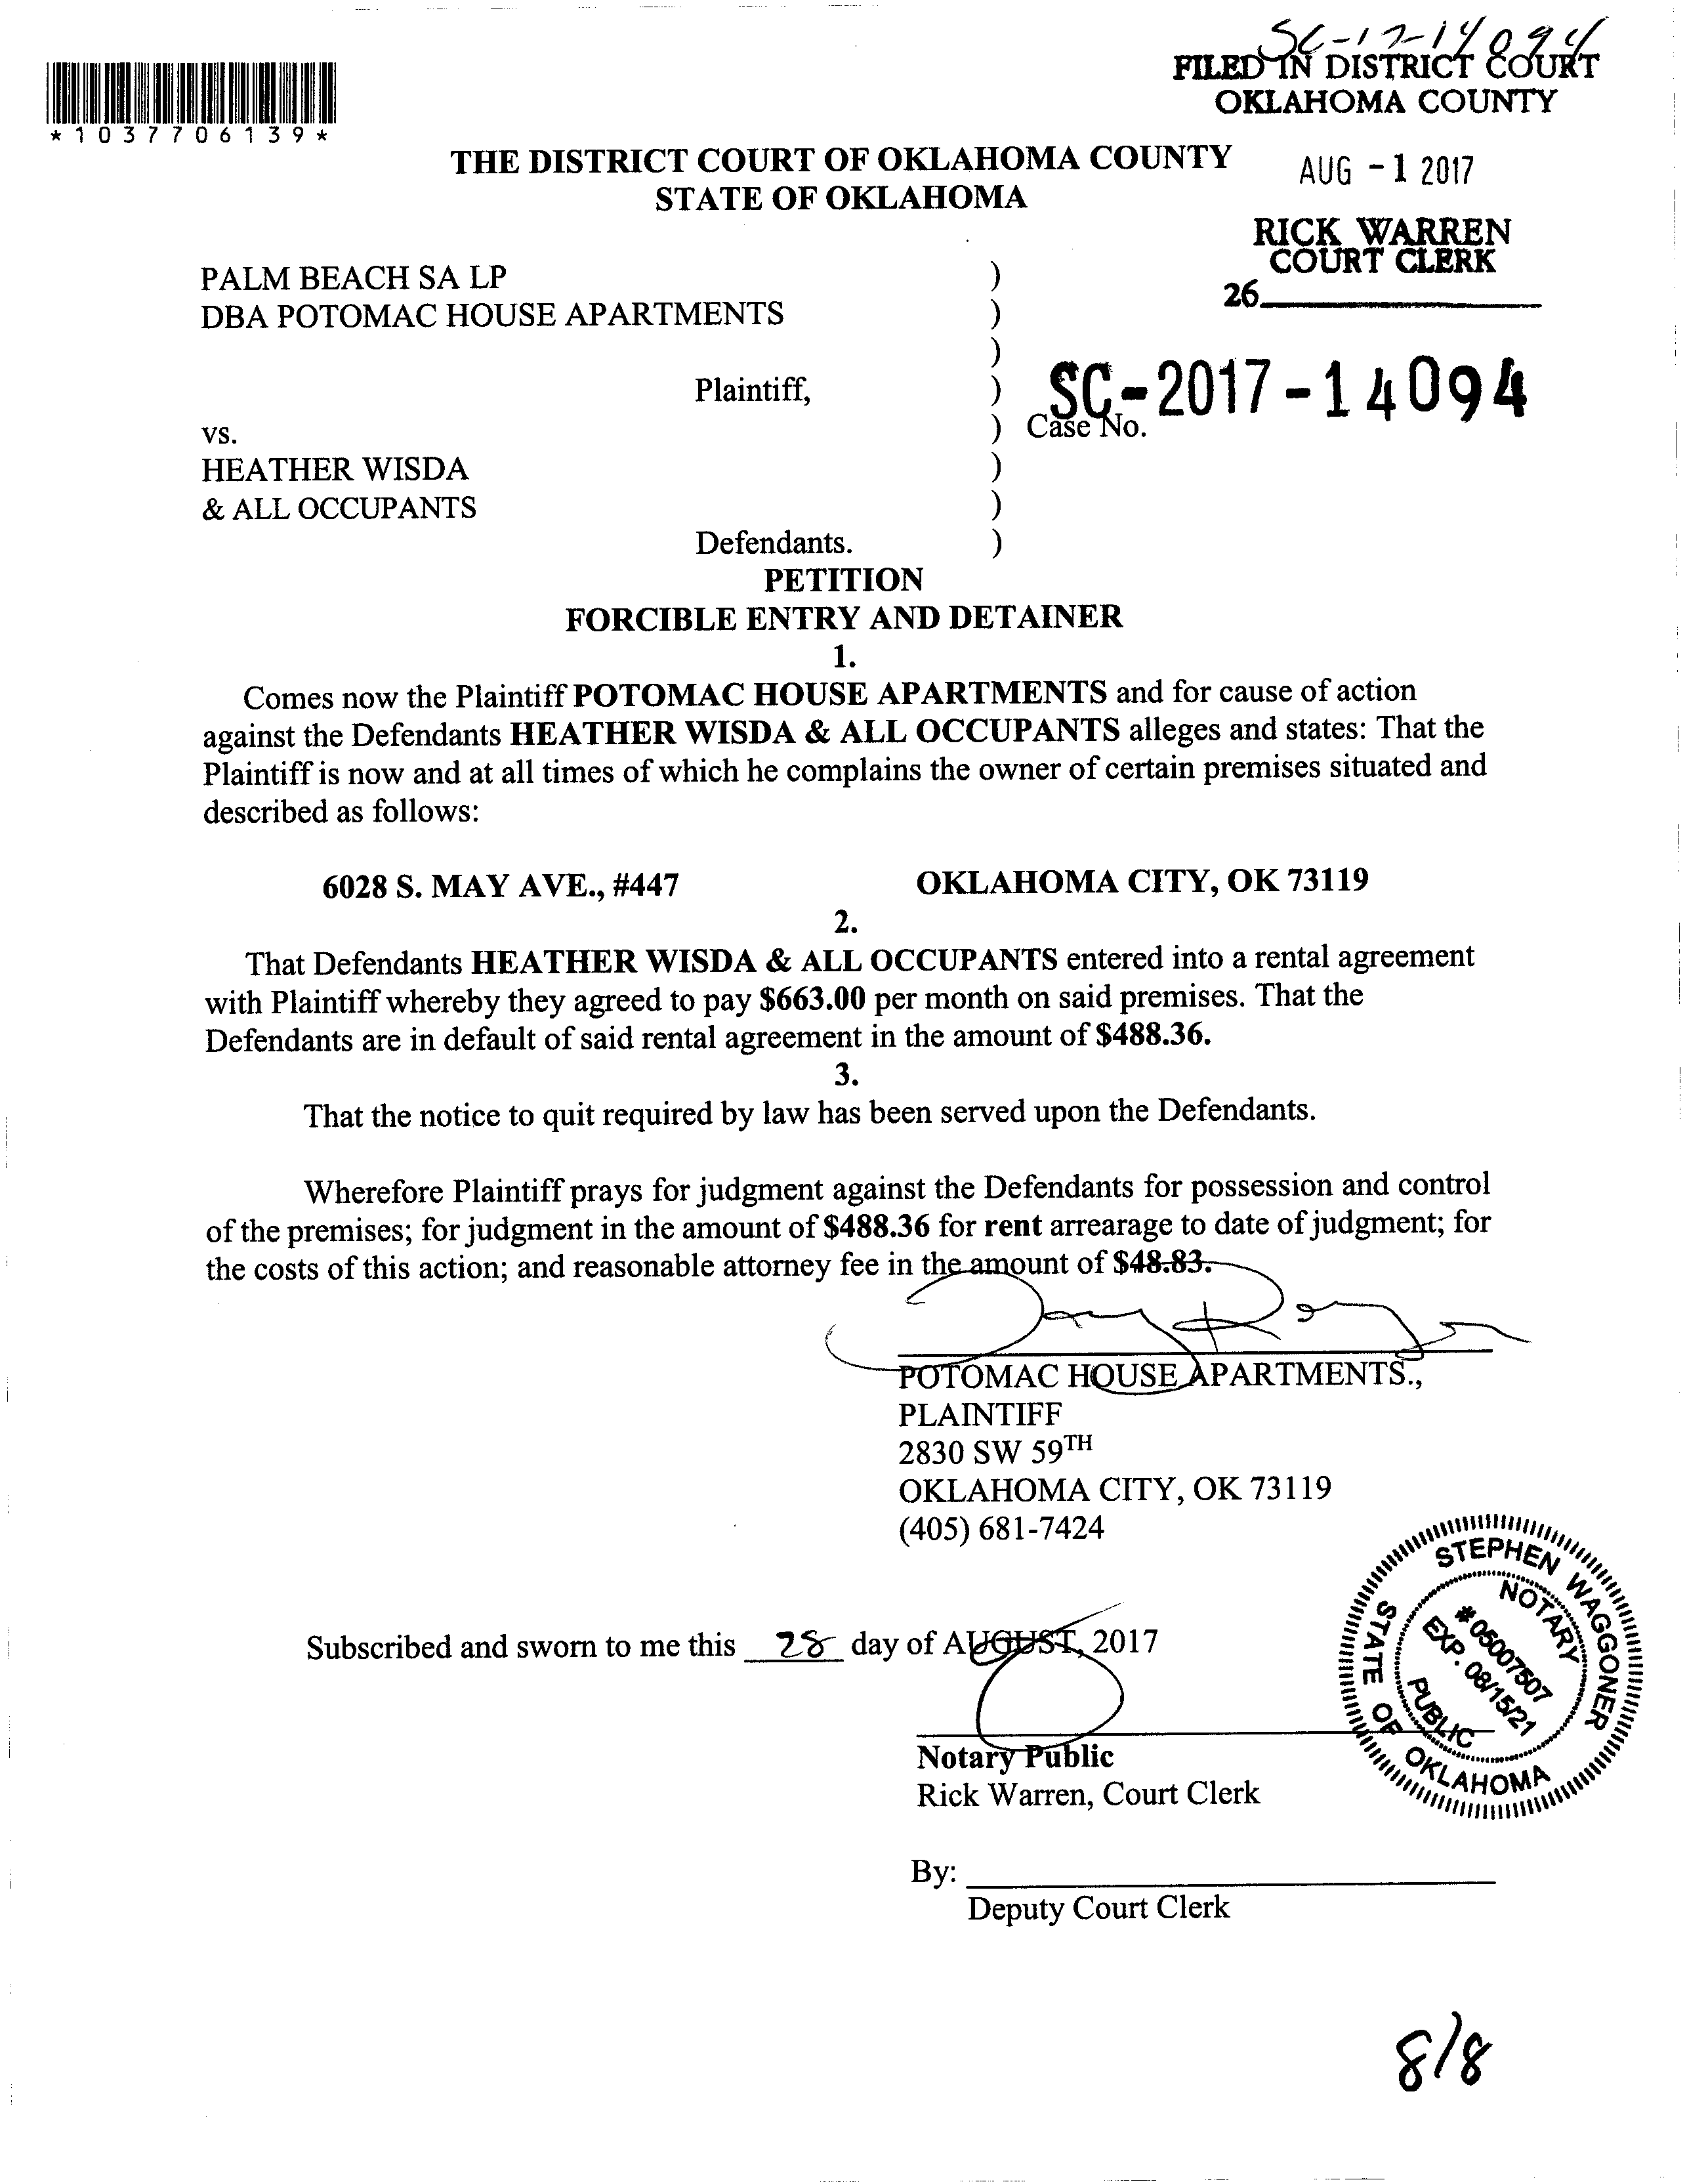 SC-17-14094
FILED IN DISTRICT COURT
OKLAHOMA COUNTY
*1037706139*
THE DISTRICT COURT OF OKLAHOMA COUNTY
STATE OF OKLAHOMA
AUG -1 2017
RICK WARREN
COURT CLERK
26
PALM BEACH SA LP )
DBA POTOMAC HOUSE APARTMENTS )
)
Plaintiff, )
SC-2017-14094
vs. ) Case No.
HEATHER WISDA )
& ALL OCCUPANTS )
Defendants. )
PETITION
FORCIBLE ENTRY AND DETAINER
1.
Comes now the Plaintiff POTOMAC HOUSE APARTMENTS and for cause of action
against the Defendants HEATHER WISDA & ALL OCCUPANTS alleges and states: That the
Plaintiff is now and at all times of which he complains the owner of certain premises situated and
described as follows:
6028 S. MAY AVE., #447 OKLAHOMA CITY, OK 73119
2.
That Defendants HEATHER WISDA & ALL OCCUPANTS entered into a rental agreement
with Plaintiff whereby they agreed to pay $663.00 per month on said premises. That the
Defendants are in default of said rental agreement in the amount of $488.36.
3.
That the notice to quit required by law has been served upon the Defendants.
Wherefore Plaintiff prays for judgment against the Defendants for possession and control
of the premises; for judgment in the amount of $488.36 for rent arrearage to date of judgment; for
the costs of this action; and reasonable attorney fee in the amount of $48.83.
POTOMAC HOUSE APARTMENTS.,
PLAINTIFF
2830 SW 59TH
OKLAHOMA CITY, OK 73119
(405) 681-7424
Subscribed and sworn to me this 28 day of AUGUST, 2017
STEPHEN WAGGONER
NOTARY
#05007507
EXP. 08/15/21
PUBLIC
STATE OF OKLAHOMA
Notary Public
Rick Warren, Court Clerk
By:
Deputy Court Clerk
8/8